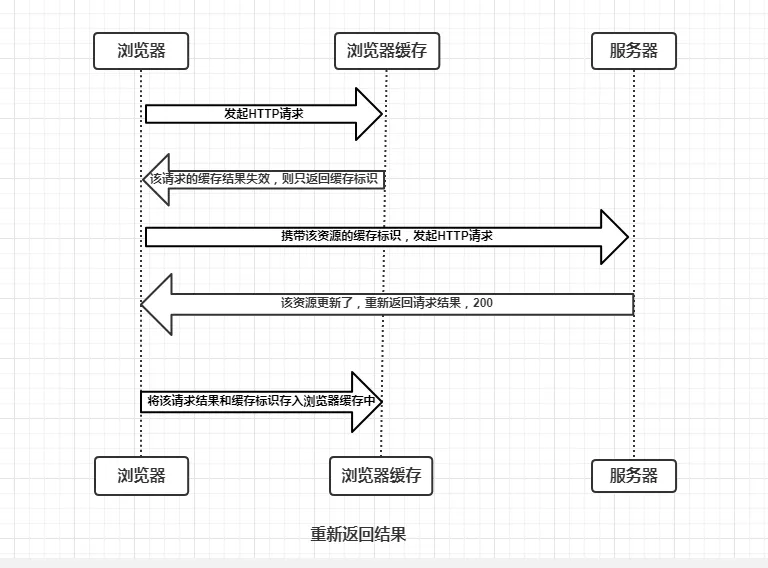 浏览器
浏览器缓存
服务器
发起HTTP请求
该请求的缓存结果失效，则只返回缓存标识
携带该资源的缓存标识，发起HTTP请求
该资源更新了，重新返回请求结果，200
将该请求结果和缓存标识存入浏览器缓存中
浏览器
浏览器缓存
服务器
重新返回结果